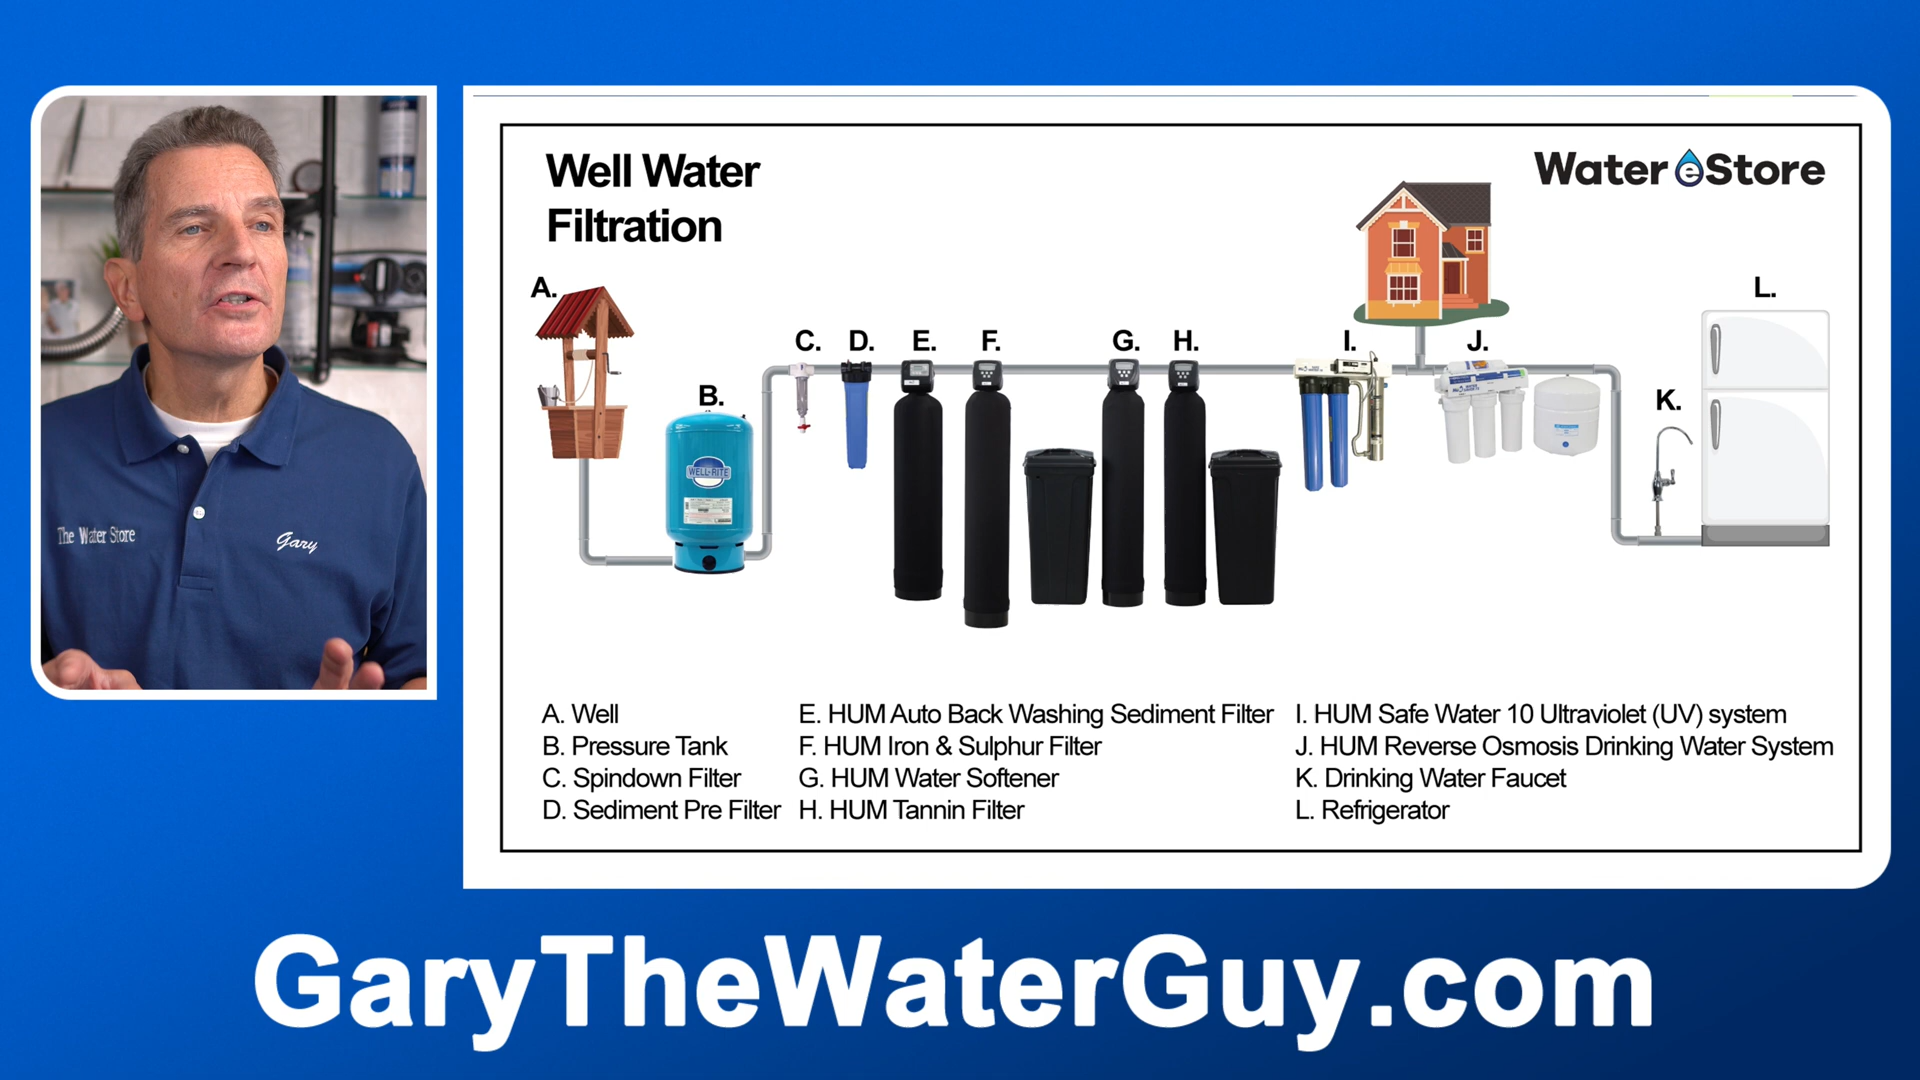 Well Water
Filtration
Water eStore
A.
B.
C.
D.
E.
F.
G.
H.
I.
J.
K.
L.
WELL-RITE
The Water Store
Gary
A. Well
B. Pressure Tank
C. Spindown Filter
D. Sediment Pre Filter
E. HUM Auto Back Washing Sediment Filter
F. HUM Iron & Sulphur Filter
G. HUM Water Softener
H. HUM Tannin Filter
I. HUM Safe Water 10 Ultraviolet (UV) system
J. HUM Reverse Osmosis Drinking Water System
K. Drinking Water Faucet
L. Refrigerator
GaryTheWaterGuy.com